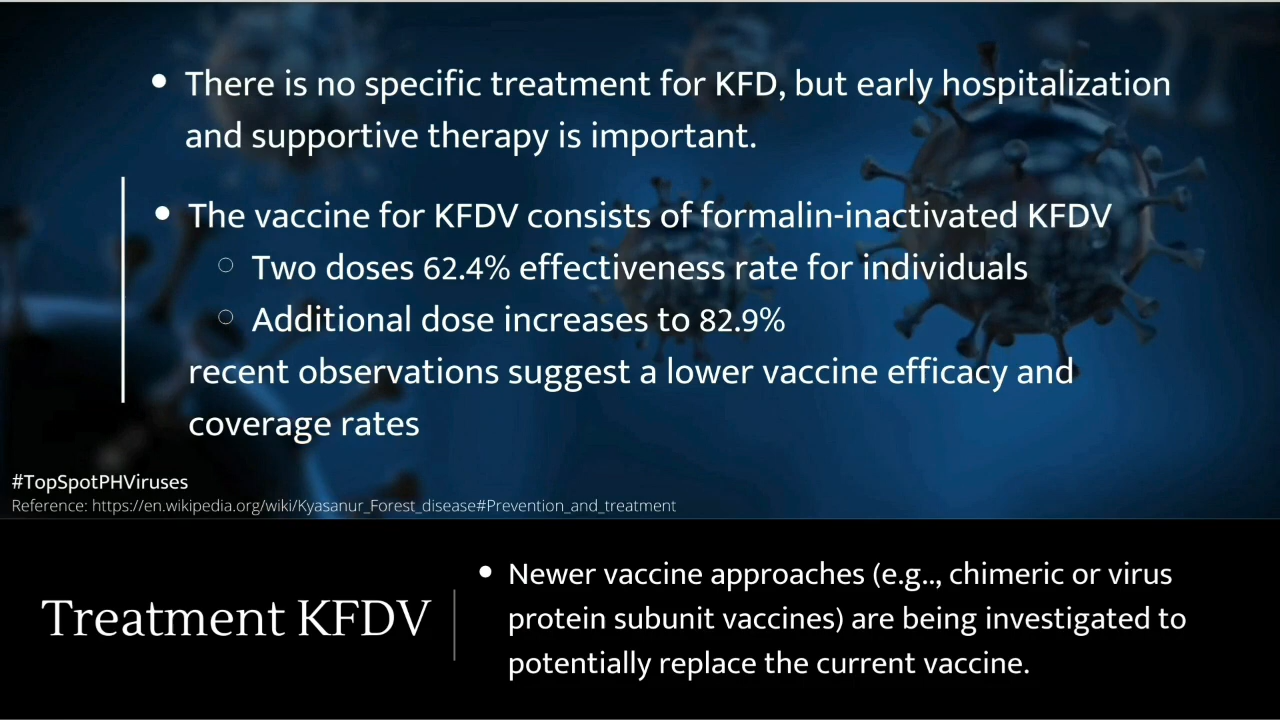 • There is no specific treatment for KFD, but early hospitalization
and supportive therapy is important.
• The vaccine for KFDV consists of formalin-inactivated KFDV
○ Two doses 62.4% effectiveness rate for individuals
○ Additional dose increases to 82.9%
recent observations suggest a lower vaccine efficacy and
coverage rates
#TopSpotPHViruses
Reference: https://en.wikipedia.org/wiki/Kyasanur_Forest_disease#Prevention_and_treatment
Treatment KFDV
• Newer vaccine approaches (e.g.., chimeric or virus
protein subunit vaccines) are being investigated to
potentially replace the current vaccine.